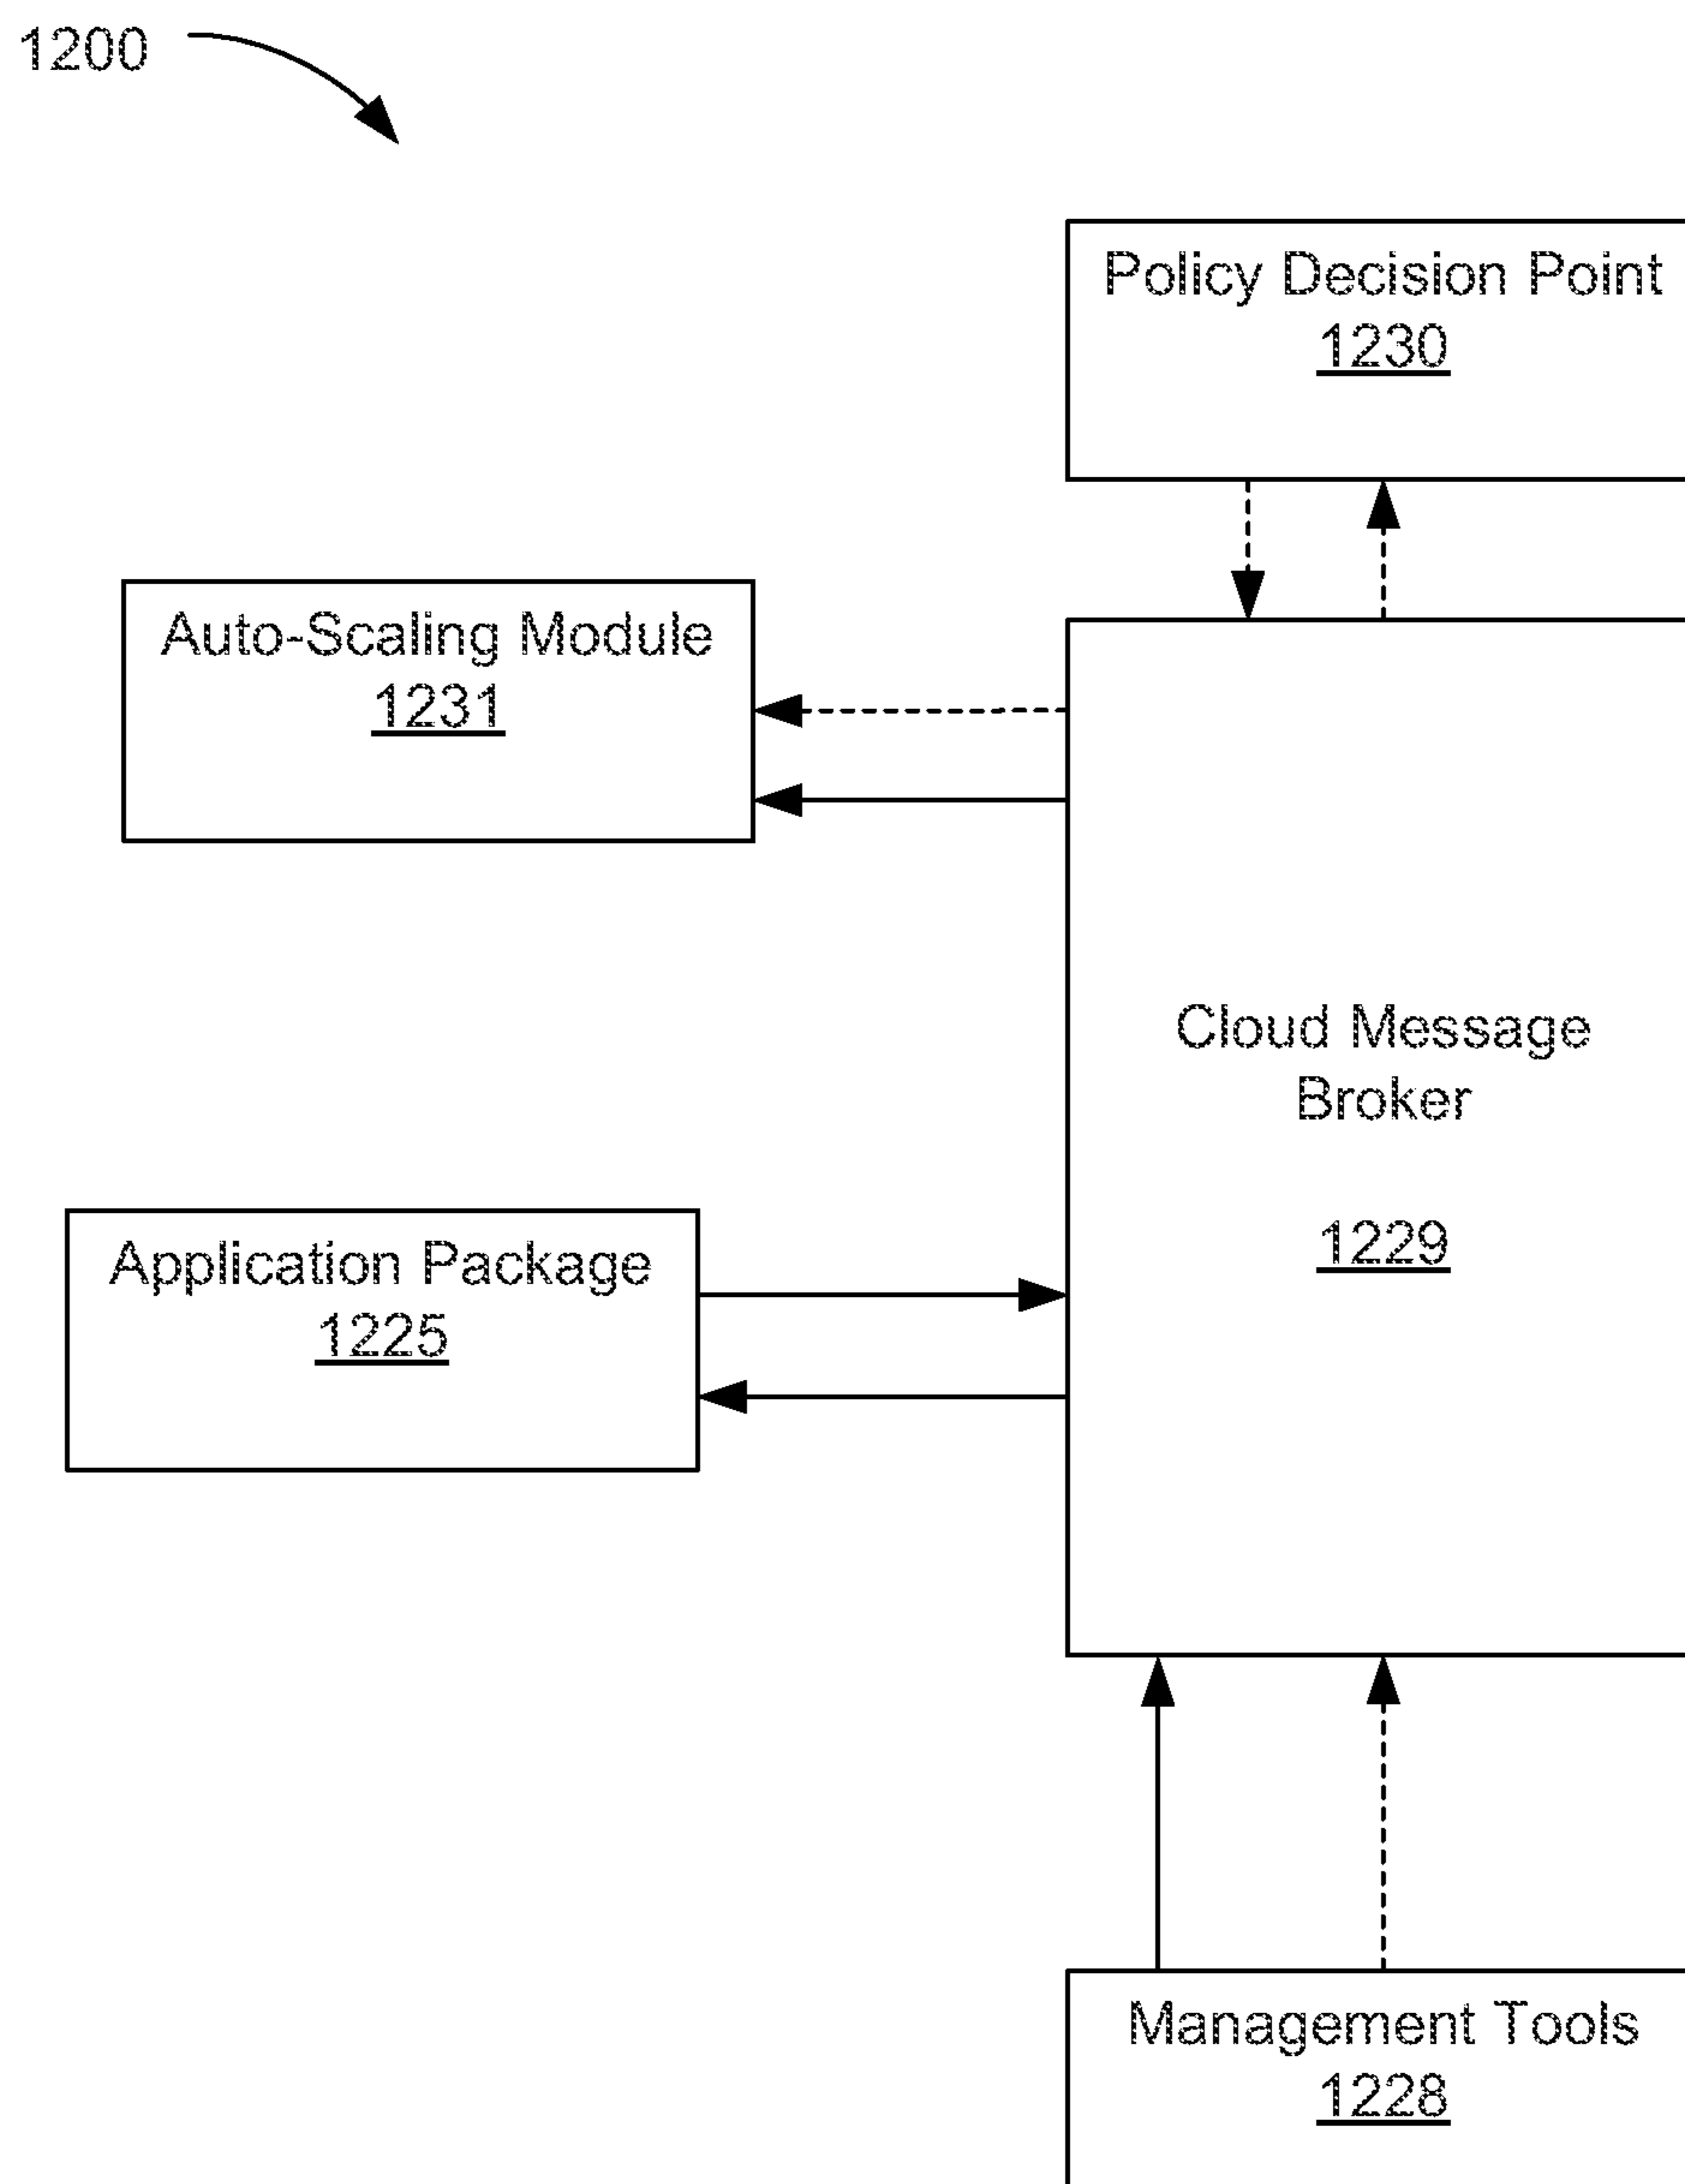 1200
Policy Decision Point
1230
Auto-Scaling Module
1231
Cloud Message
Broker
1229
Application Package
1225
Management Tools
1228